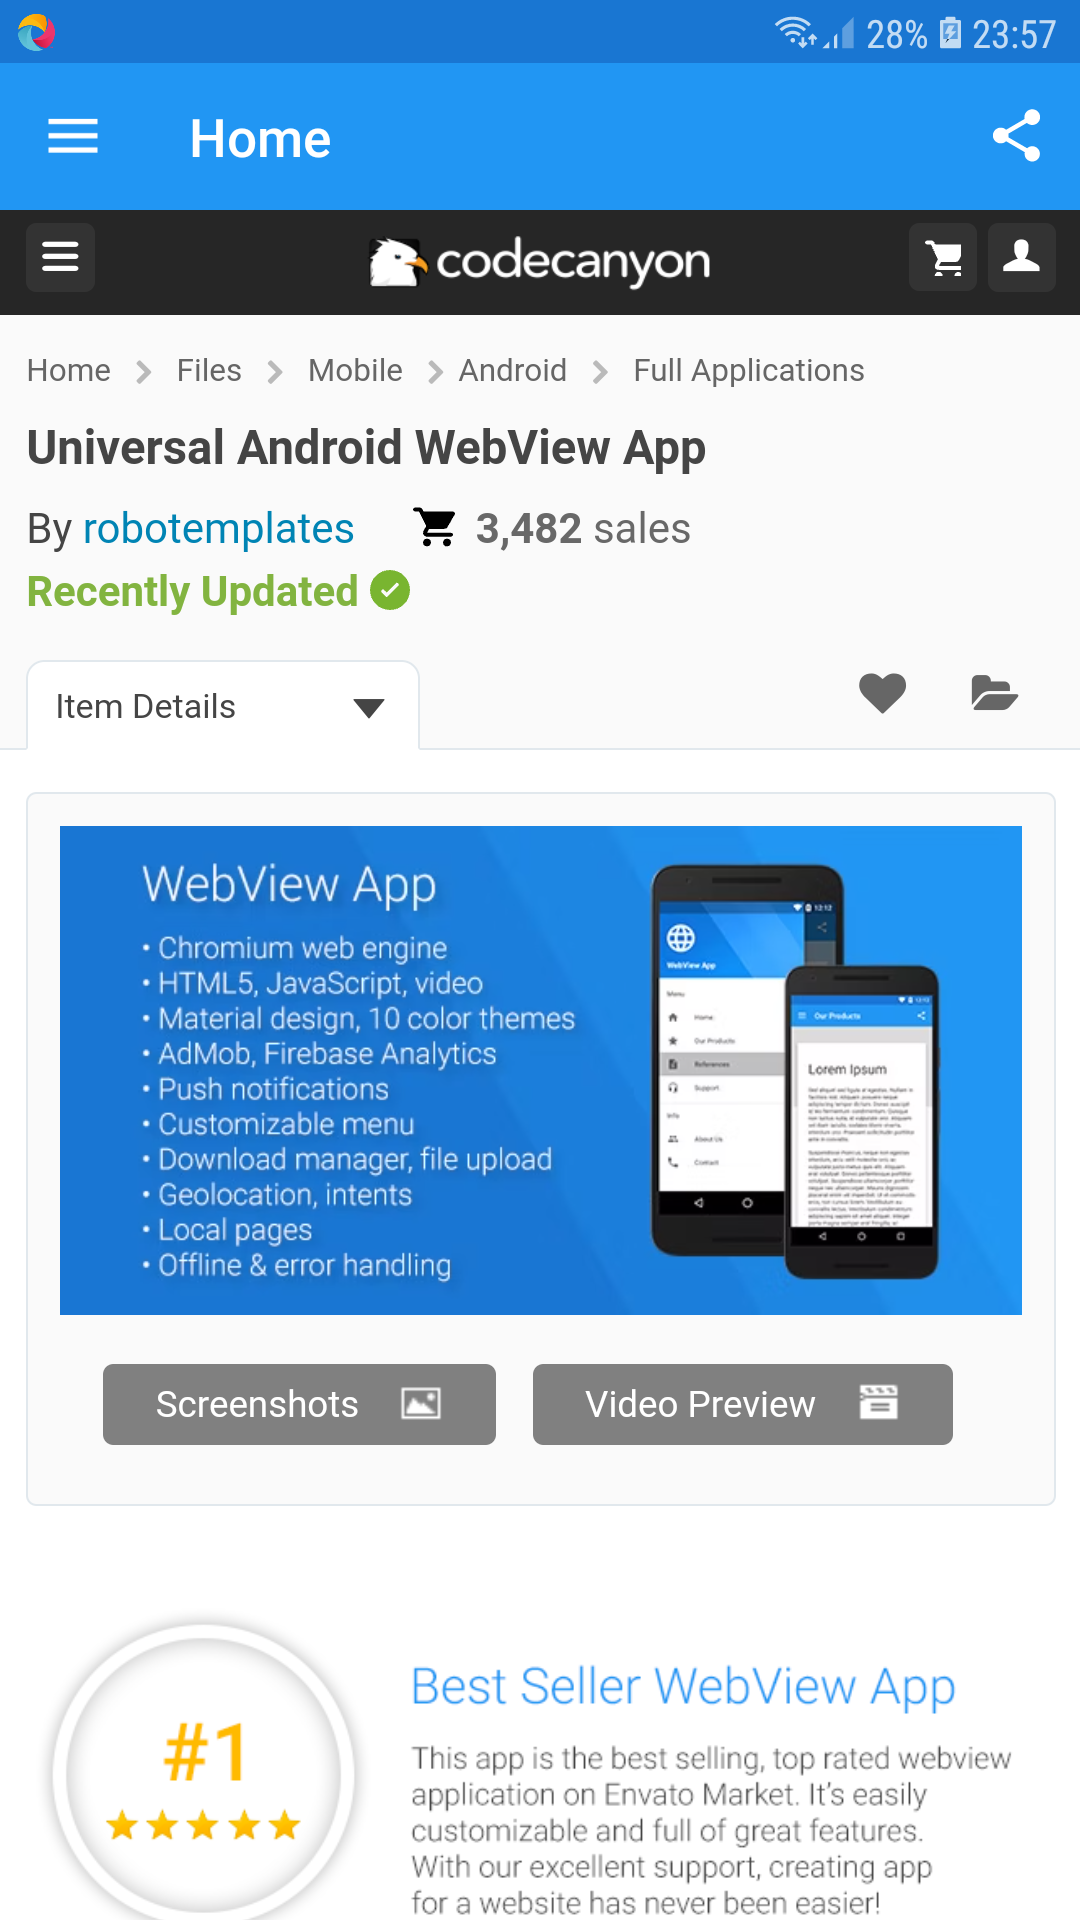 28% 23:57
Home
codecanyon
Home Files Mobile Android Full Applications
Universal Android WebView App
By robotemplates 3,482 sales
Recently Updated
Item Details
WebView App
• Chromium web engine
• HTML5, JavaScript, video
• Material design, 10 color themes
• AdMob, Firebase Analytics
• Push notifications
• Customizable menu
• Download manager, file upload
• Geolocation, intents
• Local pages
• Offline & error handling
12:12
WebView App
Menu
Home
Our Products
References
Support
Info
About Us
Contact
12:12
Our Products
Lorem Ipsum
Screenshots
Video Preview
#1
Best Seller WebView App
This app is the best selling, top rated webview
application on Envato Market. It's easily
customizable and full of great features.
With our excellent support, creating app
for a website has never been easier!